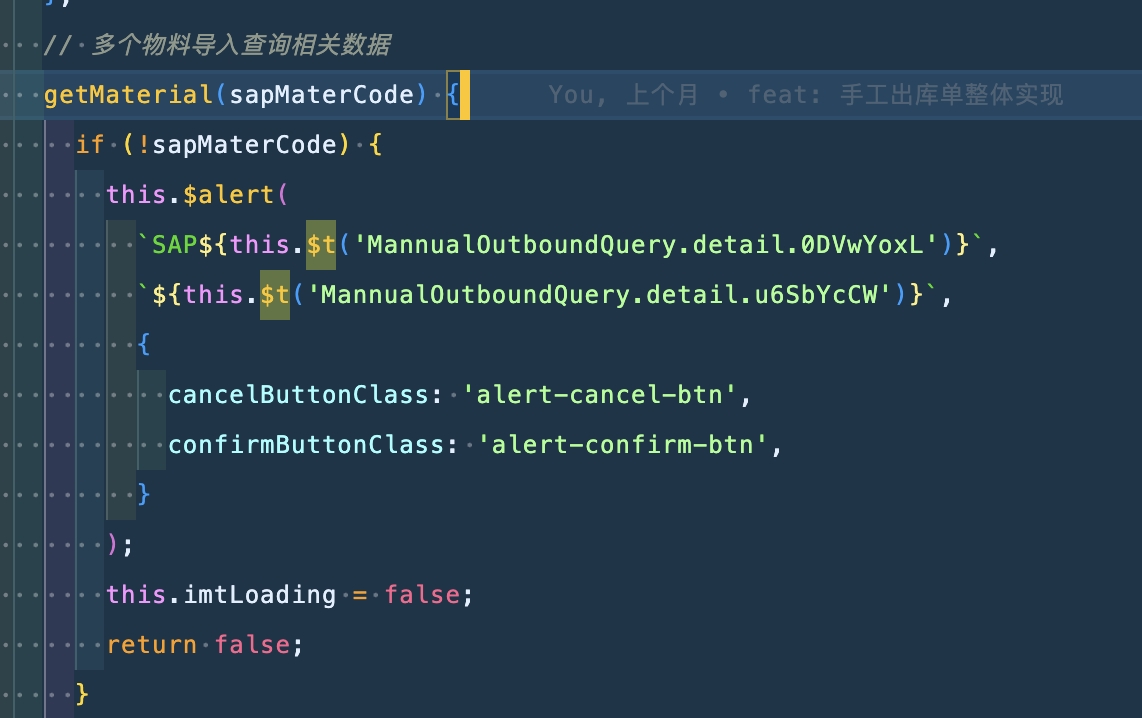 },
// 多个物料导入查询相关数据
getMaterial(sapMaterCode) { You, 上个月 • feat: 手工出库单整体实现
if (!sapMaterCode) {
this.$alert(
`SAP${this.$t('MannualOutboundQuery.detail.0DVwYoxL')}`,
`${this.$t('MannualOutboundQuery.detail.u6SbYcCW')}`,
{
cancelButtonClass: 'alert-cancel-btn',
confirmButtonClass: 'alert-confirm-btn',
}
);
this.imtLoading = false;
return false;
}